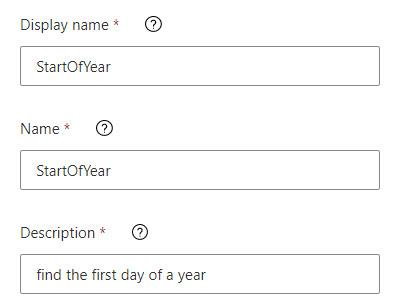 Display name *
StartOfYear
Name *
StartOfYear
Description *
find the first day of a year